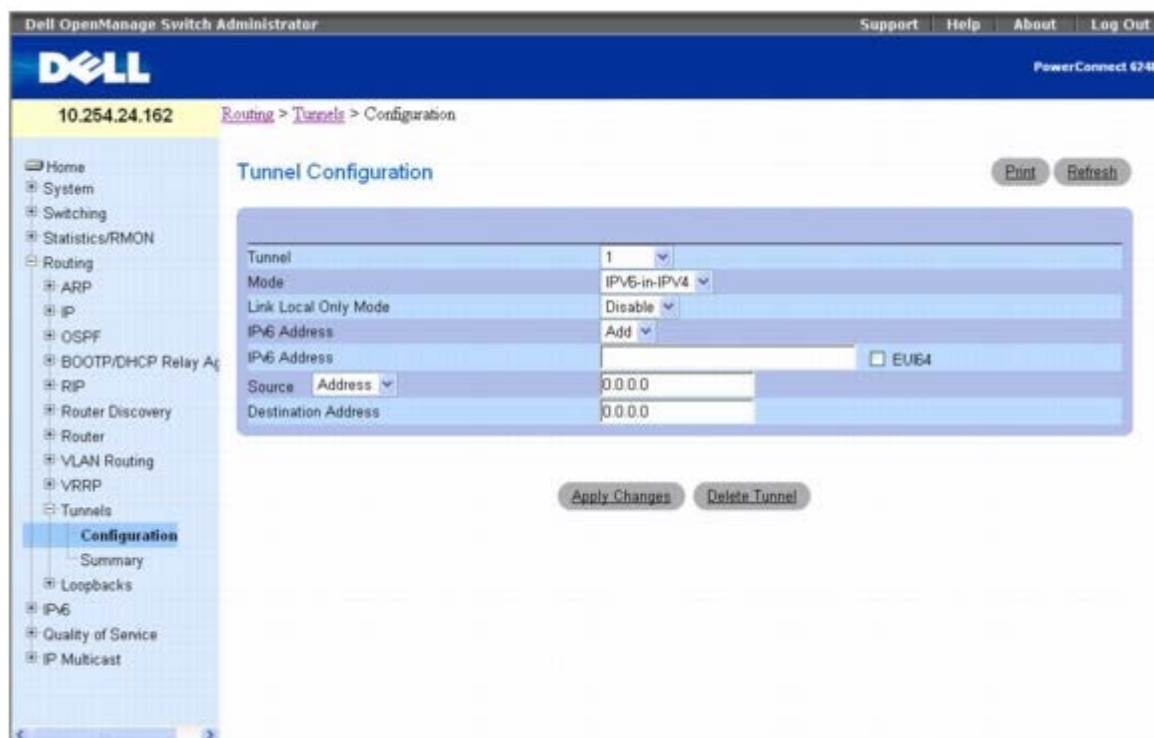 Dell OpenManage Switch Administrator
Support Help About Log Out
DELL
PowerConnect 6248
10.254.24.162
Routing > Tunnels > Configuration
Home
System
Switching
Statistics/RMON
Routing
ARP
IP
OSPF
BOOTP/DHCP Relay Ag
RIP
Router Discovery
Router
VLAN Routing
VRRP
Tunnels
Configuration
Summary
Loopbacks
IPv6
Quality of Service
IP Multicast
Tunnel Configuration
Print Refresh
Tunnel 1
Mode IPV6-in-IPV4
Link Local Only Mode Disable
IPv6 Address Add
IPv6 Address EUI64
Source Address 0.0.0.0
Destination Address 0.0.0.0
Apply Changes Delete Tunnel